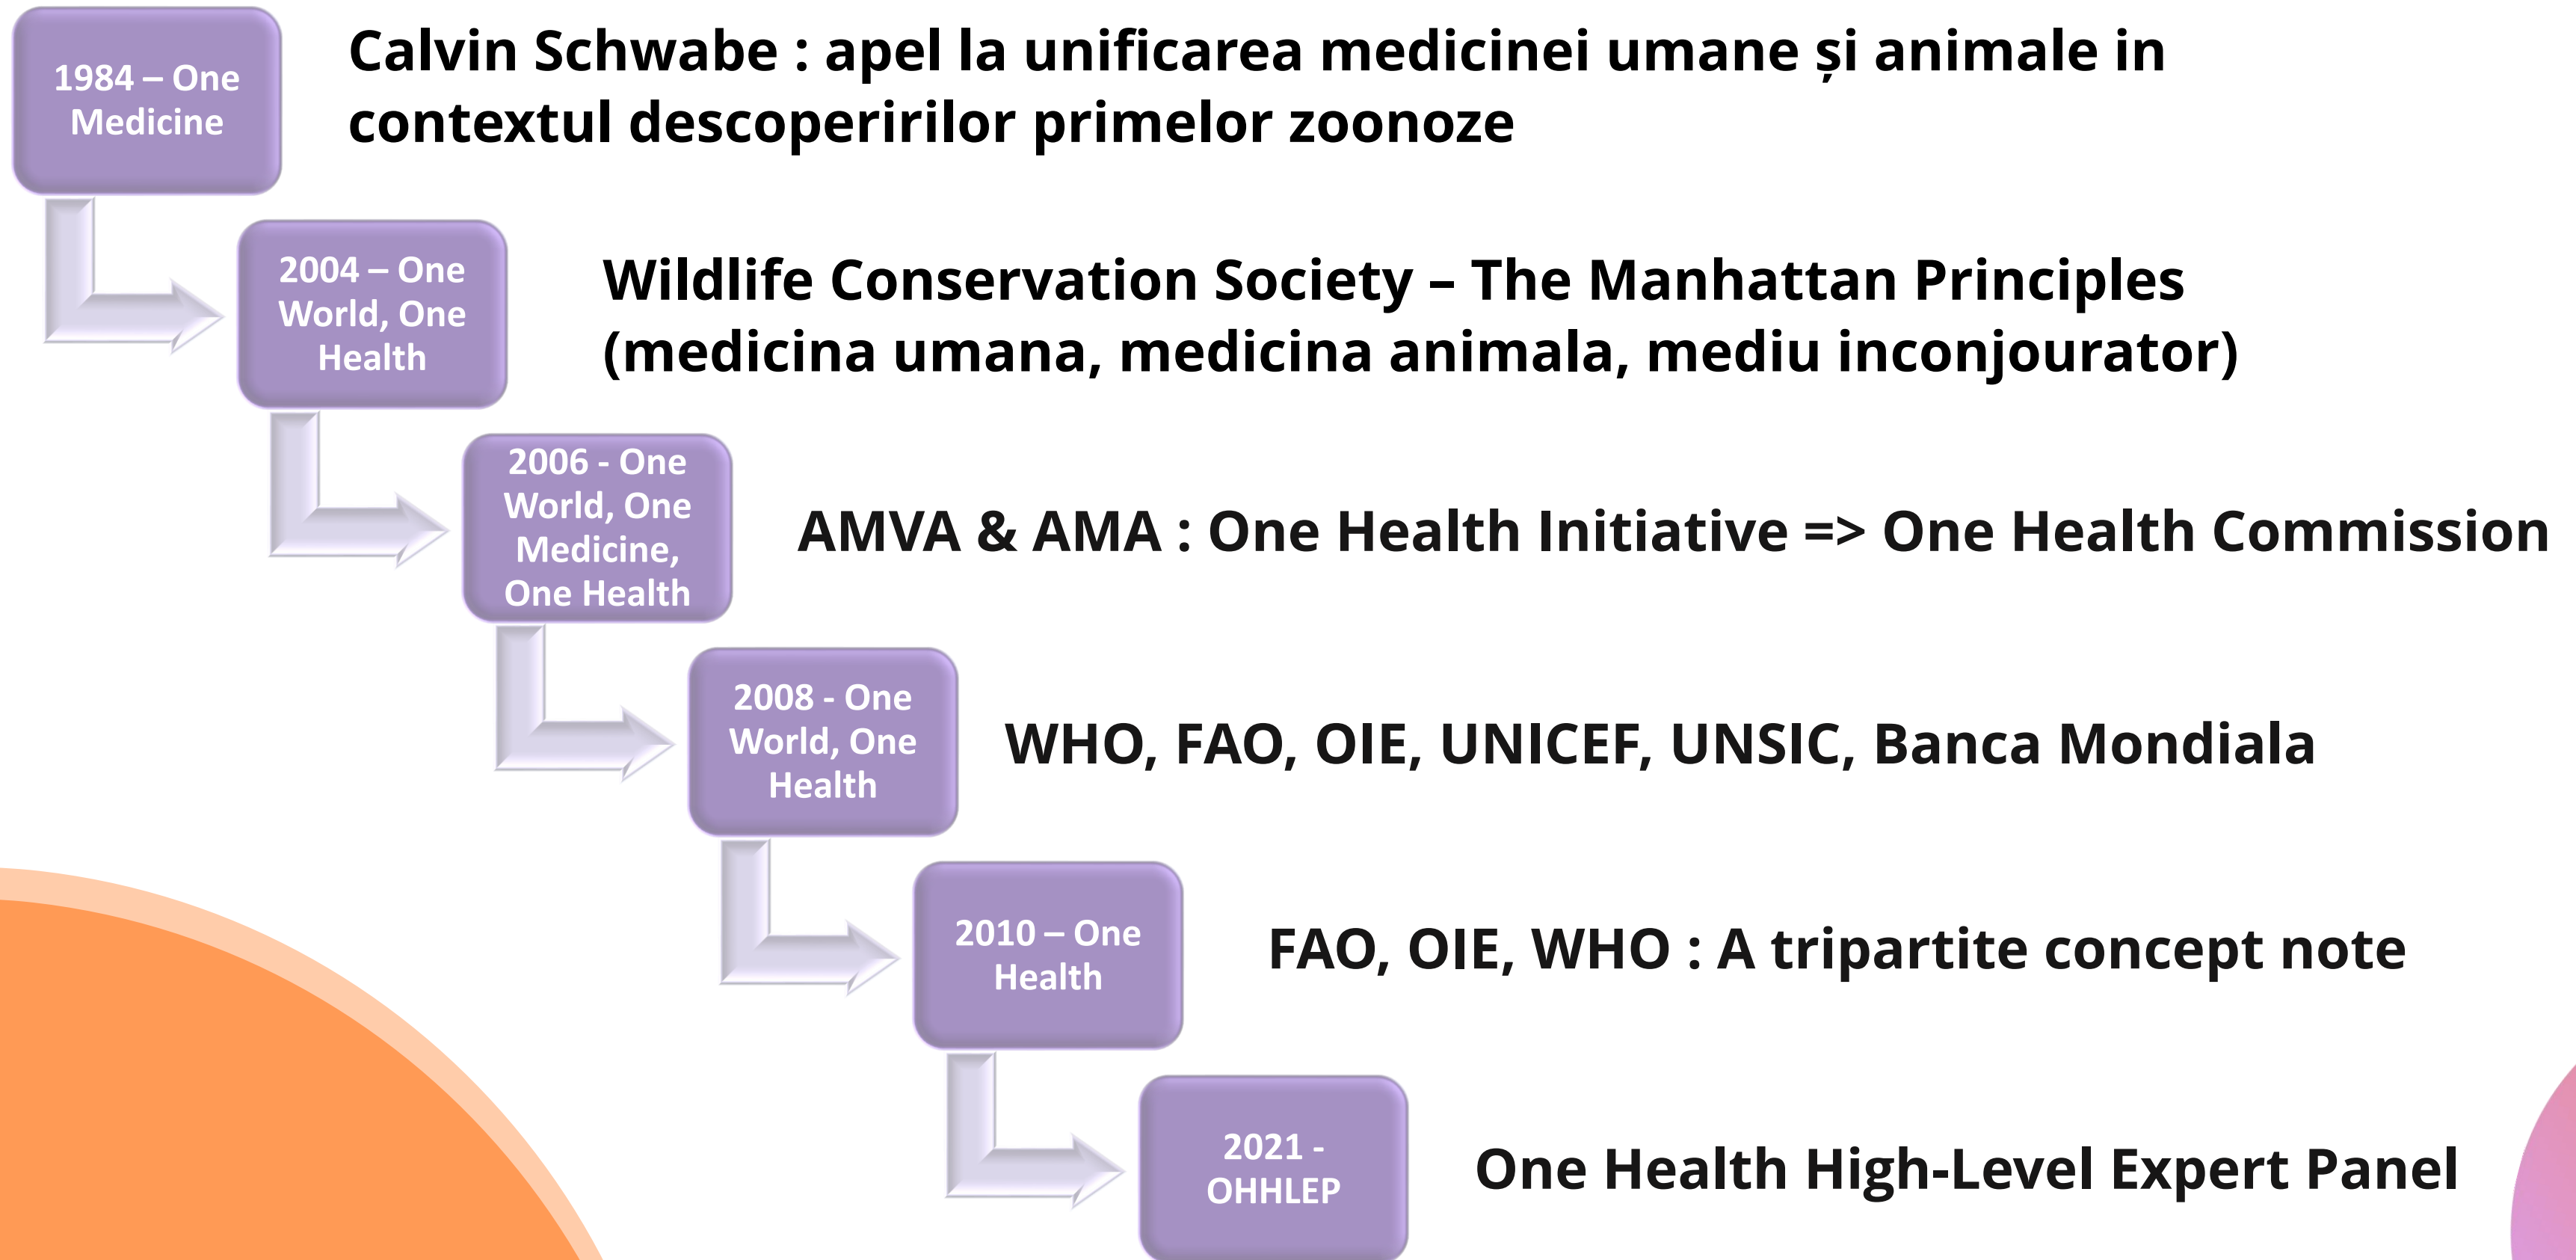 1984 – One
Medicine
Calvin Schwabe : apel la unificarea medicinei umane și animale in
contextul descoperirilor primelor zoonoze
2004 – One
World, One
Health
Wildlife Conservation Society – The Manhattan Principles
(medicina umana, medicina animala, mediu inconjourator)
2006 - One
World, One
Medicine,
One Health
AMVA & AMA : One Health Initiative => One Health Commission
2008 - One
World, One
Health
WHO, FAO, OIE, UNICEF, UNSIC, Banca Mondiala
2010 – One
Health
FAO, OIE, WHO : A tripartite concept note
2021 -
OHHLEP
One Health High-Level Expert Panel